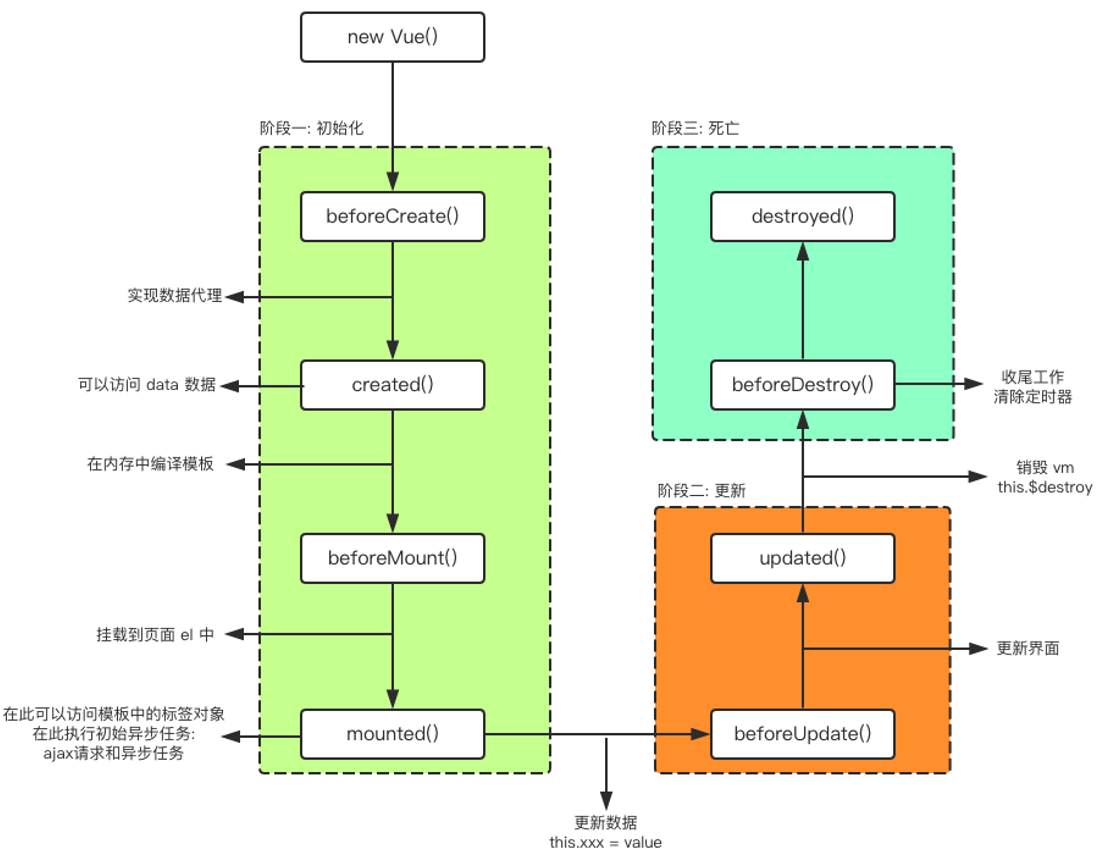 new Vue()
阶段一: 初始化
beforeCreate()
实现数据代理
可以访问 data 数据
created()
在内存中编译模板
beforeMount()
挂载到页面 el 中
在此可以访问模板中的标签对象
在此执行初始异步任务:
ajax请求和异步任务
mounted()
更新数据
this.xxx = value
阶段二: 更新
beforeUpdate()
更新界面
updated()
销毁 vm
this.$destroy
阶段三: 死亡
beforeDestroy()
收尾工作
清除定时器
destroyed()